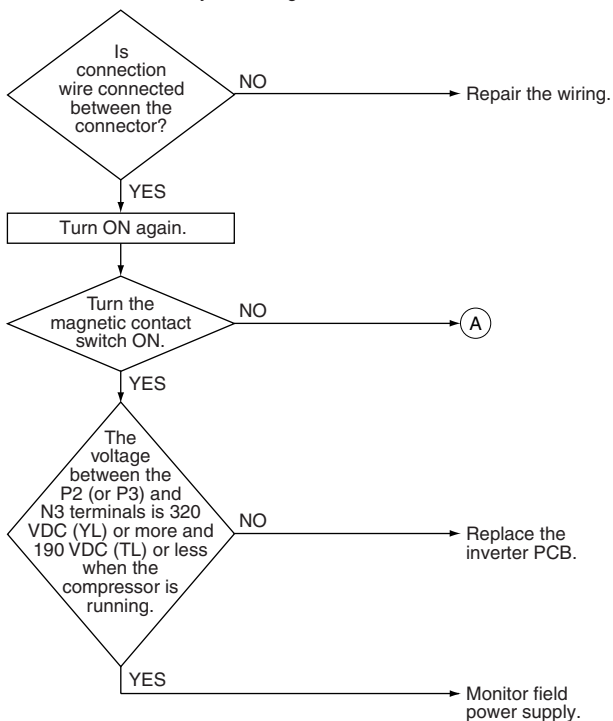 Is
connection
wire connected
between the
connector?
NO
Repair the wiring.
YES
Turn ON again.
Turn the
magnetic contact
switch ON.
NO
A
YES
The
voltage
between the
P2 (or P3) and
N3 terminals is 320
VDC (YL) or more and
190 VDC (TL) or less
when the
compressor is
running.
NO
Replace the
inverter PCB.
YES
Monitor field
power supply.